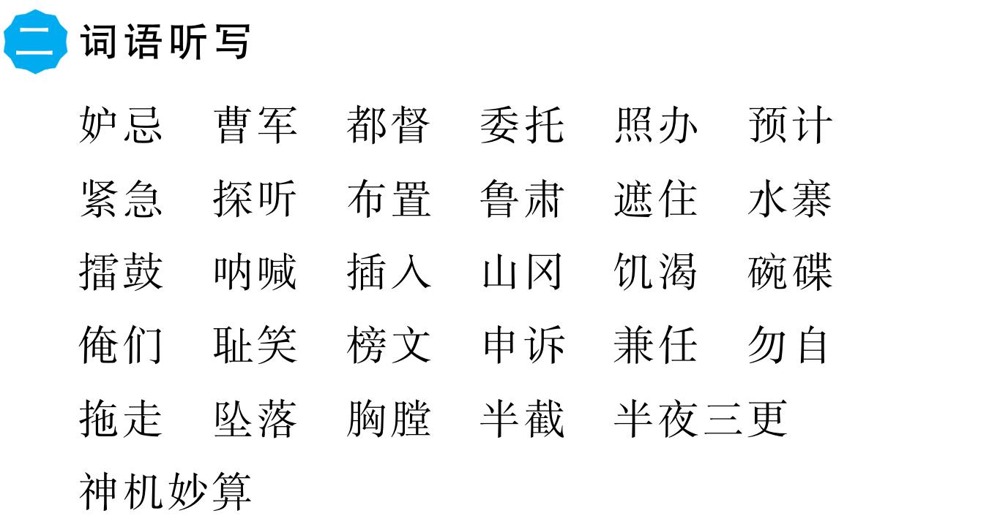 二 词语听写
妒忌 曹军 都督 委托 照办 预计
紧急 探听 布置 鲁肃 遮住 水寨
擂鼓 呐喊 插入 山冈 饥渴 碗碟
俺们 耻笑 榜文 申诉 兼任 勿自
拖走 坠落 胸膛 半截 半夜三更
神机妙算